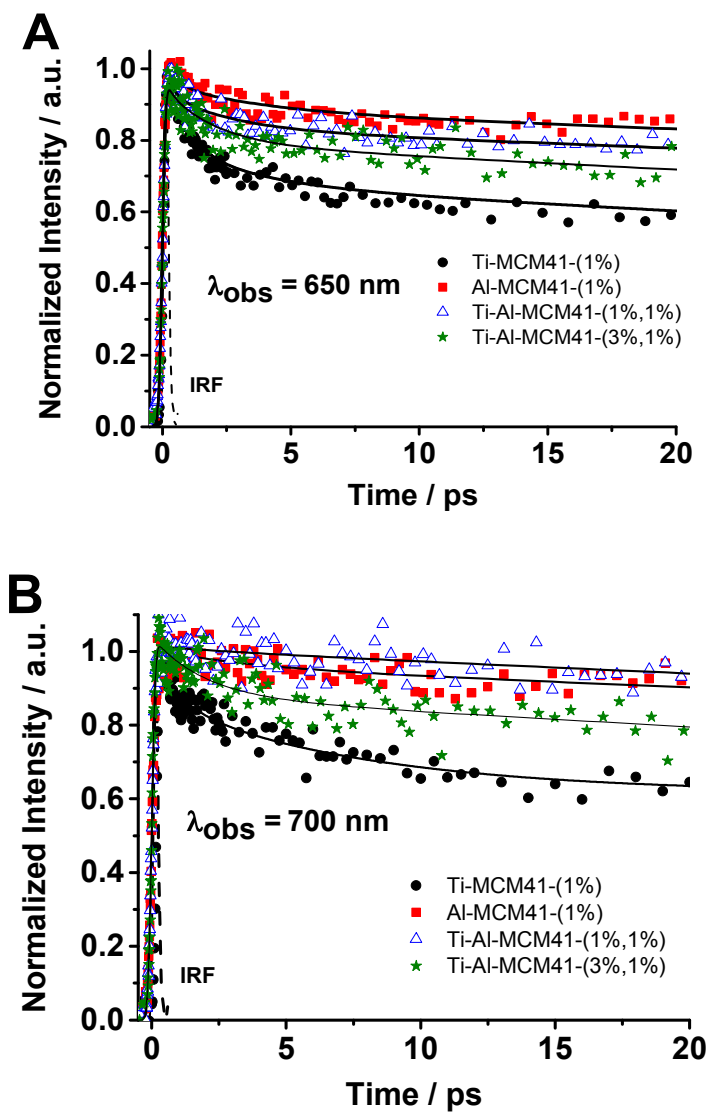 A
Normalized Intensity / a.u.
1.0
0.8
0.6
0.4
0.2
0.0
λobs = 650 nm
Ti-MCM41-(1%)
Al-MCM41-(1%)
Ti-Al-MCM41-(1%,1%)
Ti-Al-MCM41-(3%,1%)
IRF
0 5 10 15 20
Time / ps
B
Normalized Intensity / a.u.
1.0
0.8
0.6
0.4
0.2
0.0
λobs = 700 nm
Ti-MCM41-(1%)
Al-MCM41-(1%)
Ti-Al-MCM41-(1%,1%)
Ti-Al-MCM41-(3%,1%)
IRF
0 5 10 15 20
Time / ps